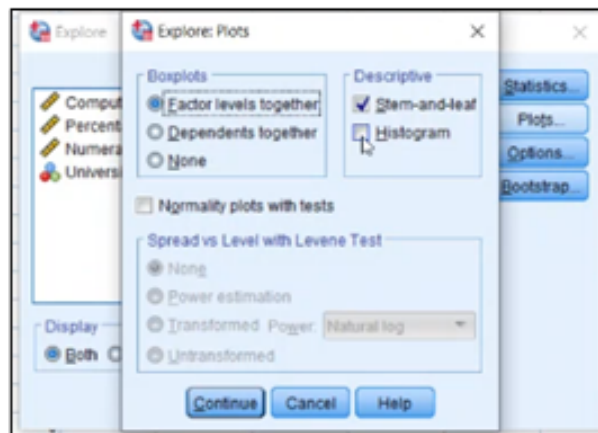 Explore
Explore: Plots
Boxplots
Factor levels together
Dependents together
None
Descriptive
Stem-and-leaf
Histogram
Normality plots with tests
Spread vs Level with Levene Test
None
Power estimation
Transformed Power: Natural log
Untransformed
Continue Cancel Help
Comput
Percent
Numera
Universi
Display
Both
Statistics...
Plots...
Options...
Bootstrap...